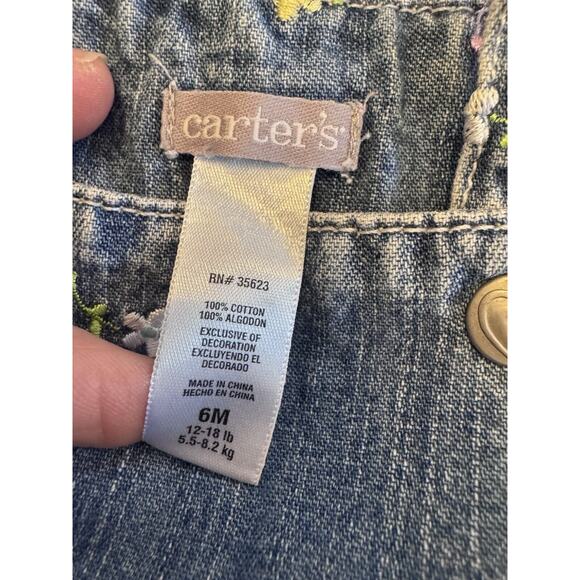 carter's
RN# 35623
100% COTTON
100% ALGODON
EXCLUSIVE OF
DECORATION
EXCLUYENDO EL
DECORADO
MADE IN CHINA
HECHO EN CHINA
6M
12-18 lb
5.5-8.2 kg